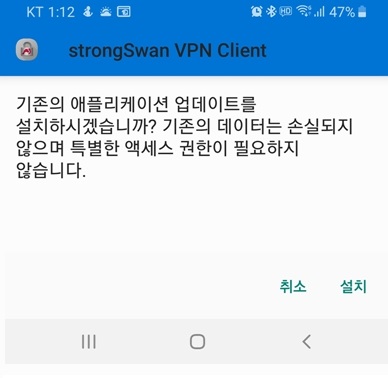 KT 1:12 HD 47%
strongSwan VPN Client
기존의 애플리케이션 업데이트를
설치하시겠습니까? 기존의 데이터는 손실되지
않으며 특별한 액세스 권한이 필요하지
않습니다.
취소 설치